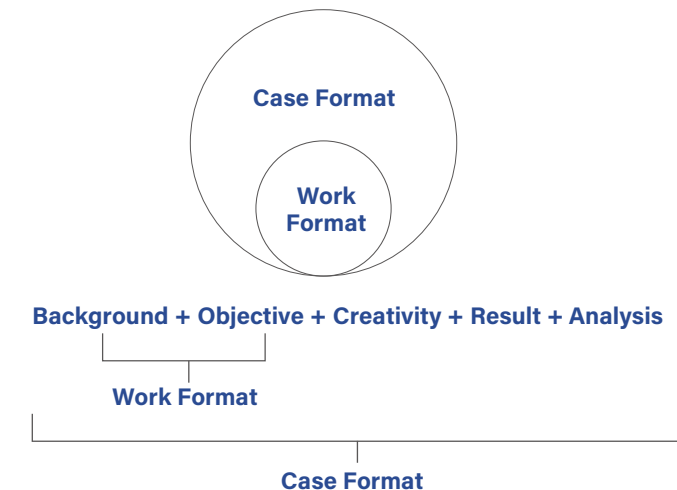 Case Format
Work
Format
Background + Objective + Creativity + Result + Analysis
Work Format
Case Format